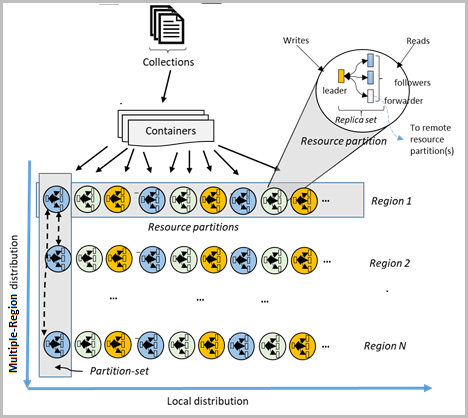 Collections
Containers
Writes
Reads
leader
followers
forwarder
Replica set
Resource partition
To remote
resource
partition(s)
Region 1
...
Resource partitions
Region 2
...
...
...
Region N
...
Partition-set
Multiple-Region distribution
Local distribution